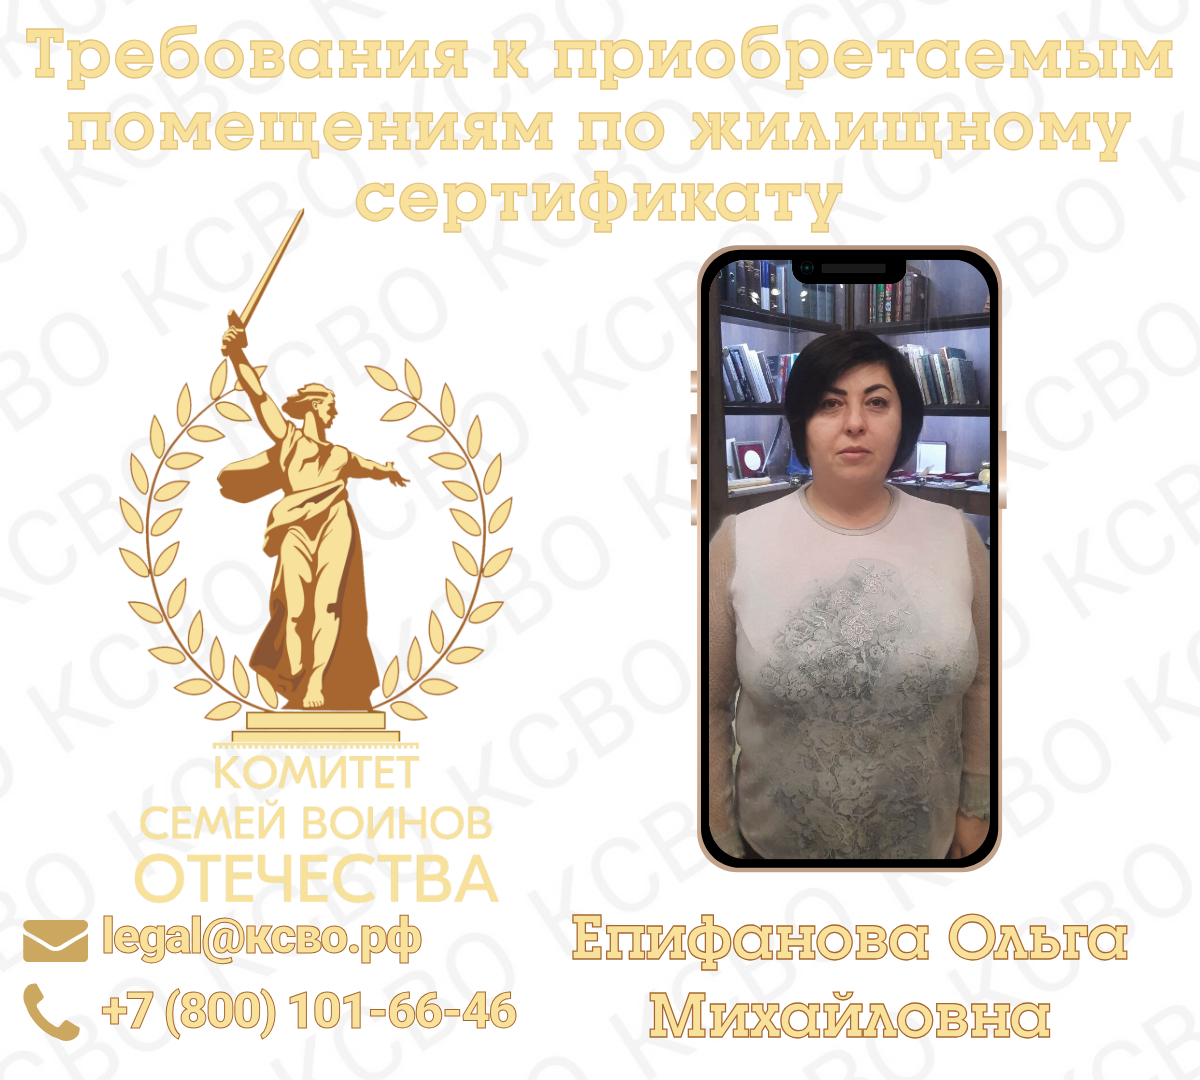 Требования к приобретаемым
помещениям по жилищному
сертификату
КОМИТЕТ
СЕМЕЙ ВОИНОВ
ОТЕЧЕСТВА
legal@ксво.рф
+7 (800) 101-66-46
Епифанова Ольга
Михайловна
КСВО